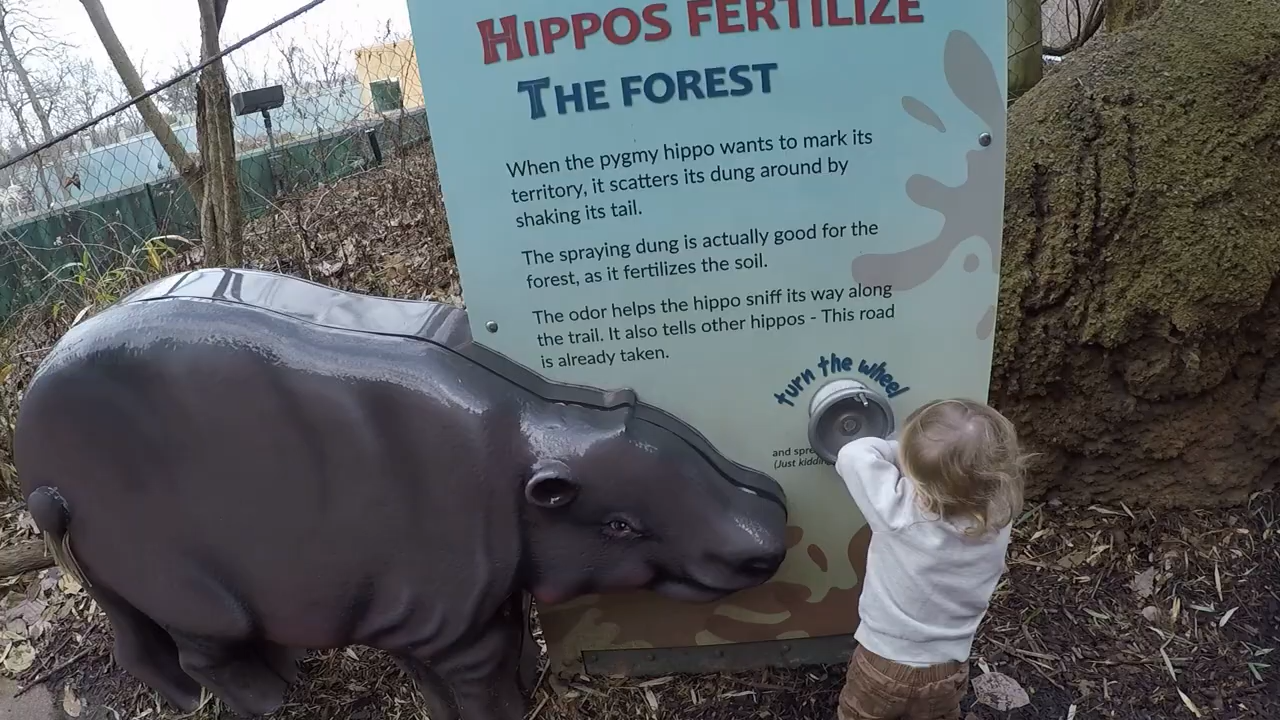 HIPPOS FERTILIZE
THE FOREST
When the pygmy hippo wants to mark its
territory, it scatters its dung around by
shaking its tail.
The spraying dung is actually good for the
forest, as it fertilizes the soil.
The odor helps the hippo sniff its way along
the trail. It also tells other hippos - This road
is already taken.
turn the wheel
and
(Just